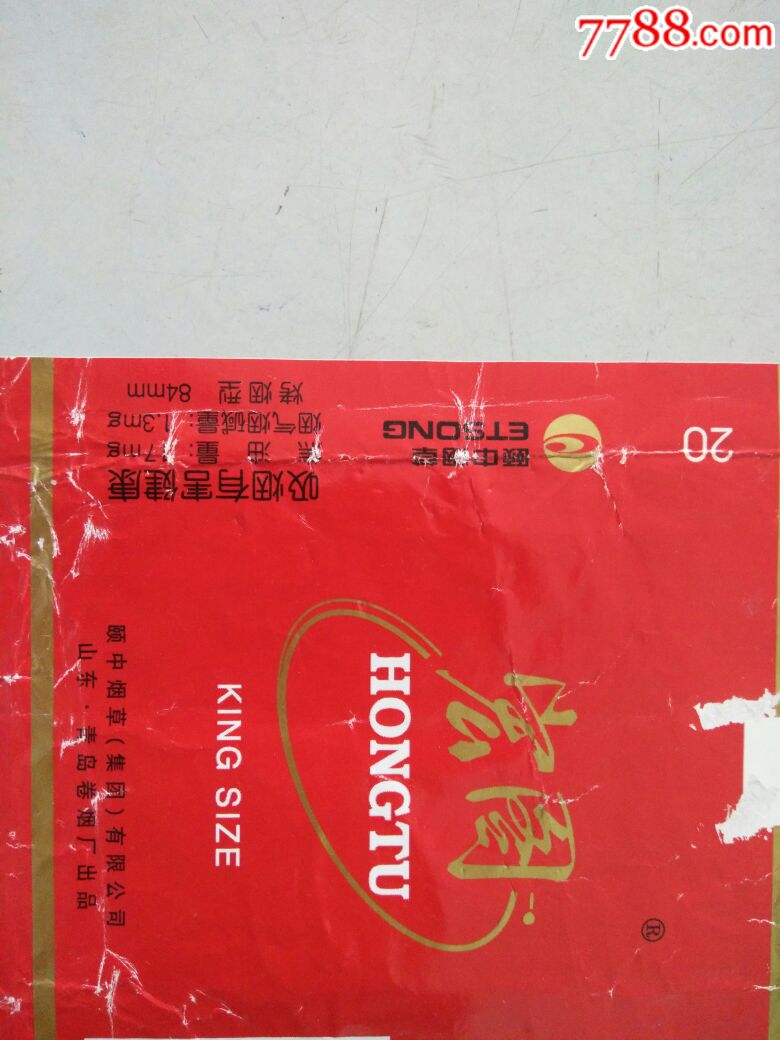 7788.com
20
颐中烟草
ETSONG
吸烟有害健康
焦油量：17mg
烟气烟碱量：1.3mg
烤烟型 84mm
宏图
HONGTU
®
KING SIZE
颐中烟草（集团）有限公司
山东·青岛卷烟厂出品